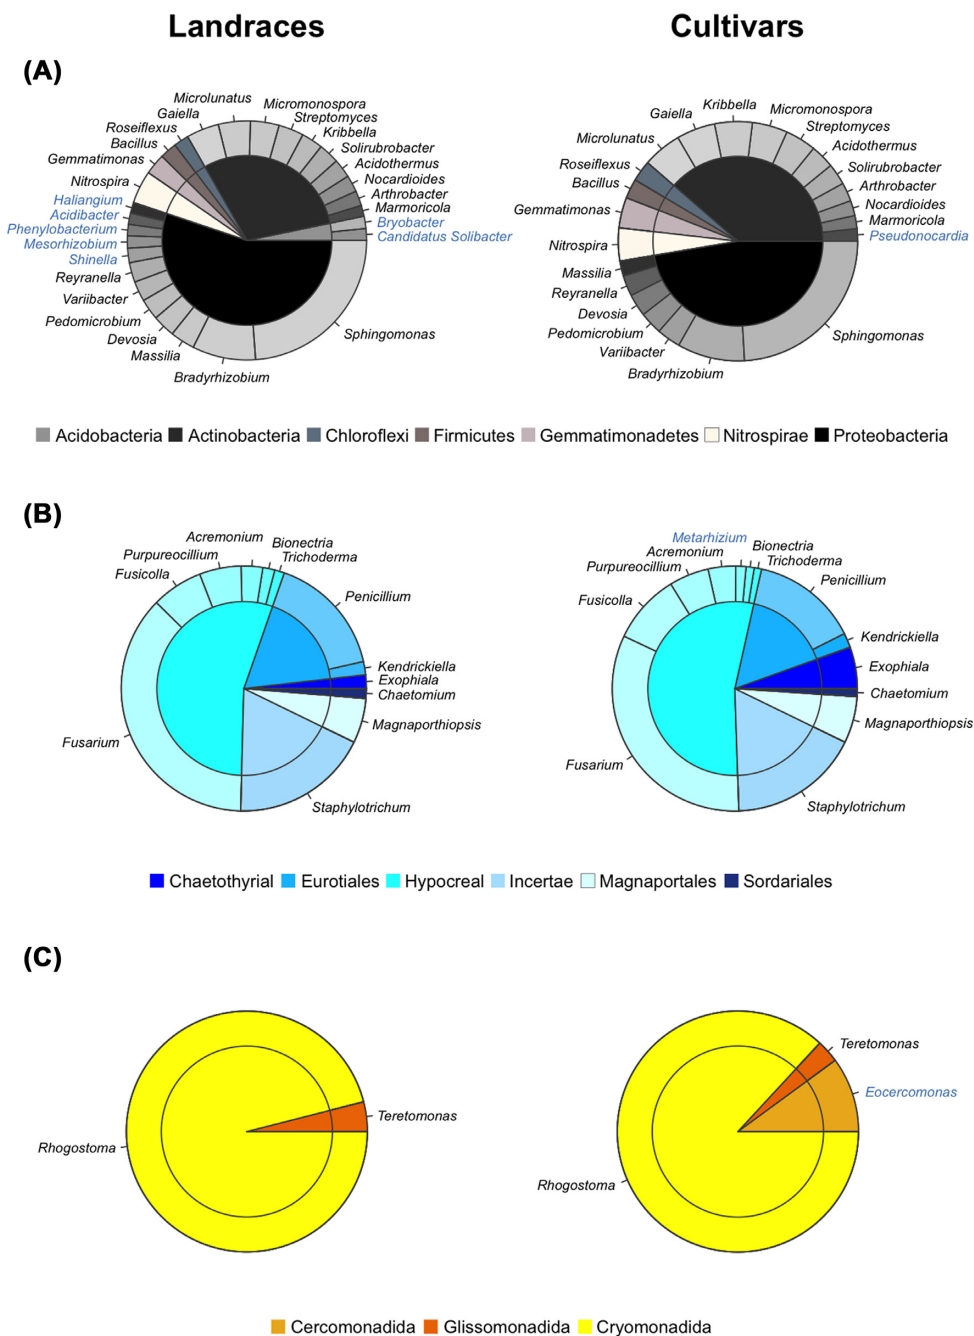 Landraces
Cultivars
(A)
Microlunatus
Gaiella
Roseiflexus
Bacillus
Gemmatimonas
Nitrospira
Haliangium
Acidibacter
Phenylobacterium
Mesorhizobium
Shinella
Reyranella
Variibacter
Pedomicrobium
Devosia
Massilia
Bradyrhizobium
Micromonospora
Streptomyces
Kribbella
Solirubrobacter
Acidothermus
Nocardioides
Arthrobacter
Marmoricola
Bryobacter
Candidatus Solibacter
Sphingomonas
Kribbella
Gaiella
Microlunatus
Roseiflexus
Bacillus
Gemmatimonas
Nitrospira
Massilia
Reyranella
Devosia
Pedomicrobium
Variibacter
Bradyrhizobium
Micromonospora
Streptomyces
Acidothermus
Solirubrobacter
Arthrobacter
Nocardioides
Marmoricola
Pseudonocardia
Sphingomonas
Acidobacteria Actinobacteria Chloroflexi Firmicutes Gemmatimonadetes Nitrospirae Proteobacteria
(B)
Acremonium
Purpureocillium
Fusicolla
Fusarium
Bionectria
Trichoderma
Penicillium
Kendrickiella
Exophiala
Chaetomium
Magnaporthiopsis
Staphylotrichum
Metarhizium
Acremonium
Purpureocillium
Fusicolla
Fusarium
Bionectria
Trichoderma
Penicillium
Kendrickiella
Exophiala
Chaetomium
Magnaporthiopsis
Staphylotrichum
Chaetothyrial Eurotiales Hypocreal Incertae Magnaportales Sordariales
(C)
Teretomonas
Rhogostoma
Teretomonas
Eocercomonas
Rhogostoma
Cercomonadida Glissomonadida Cryomonadida